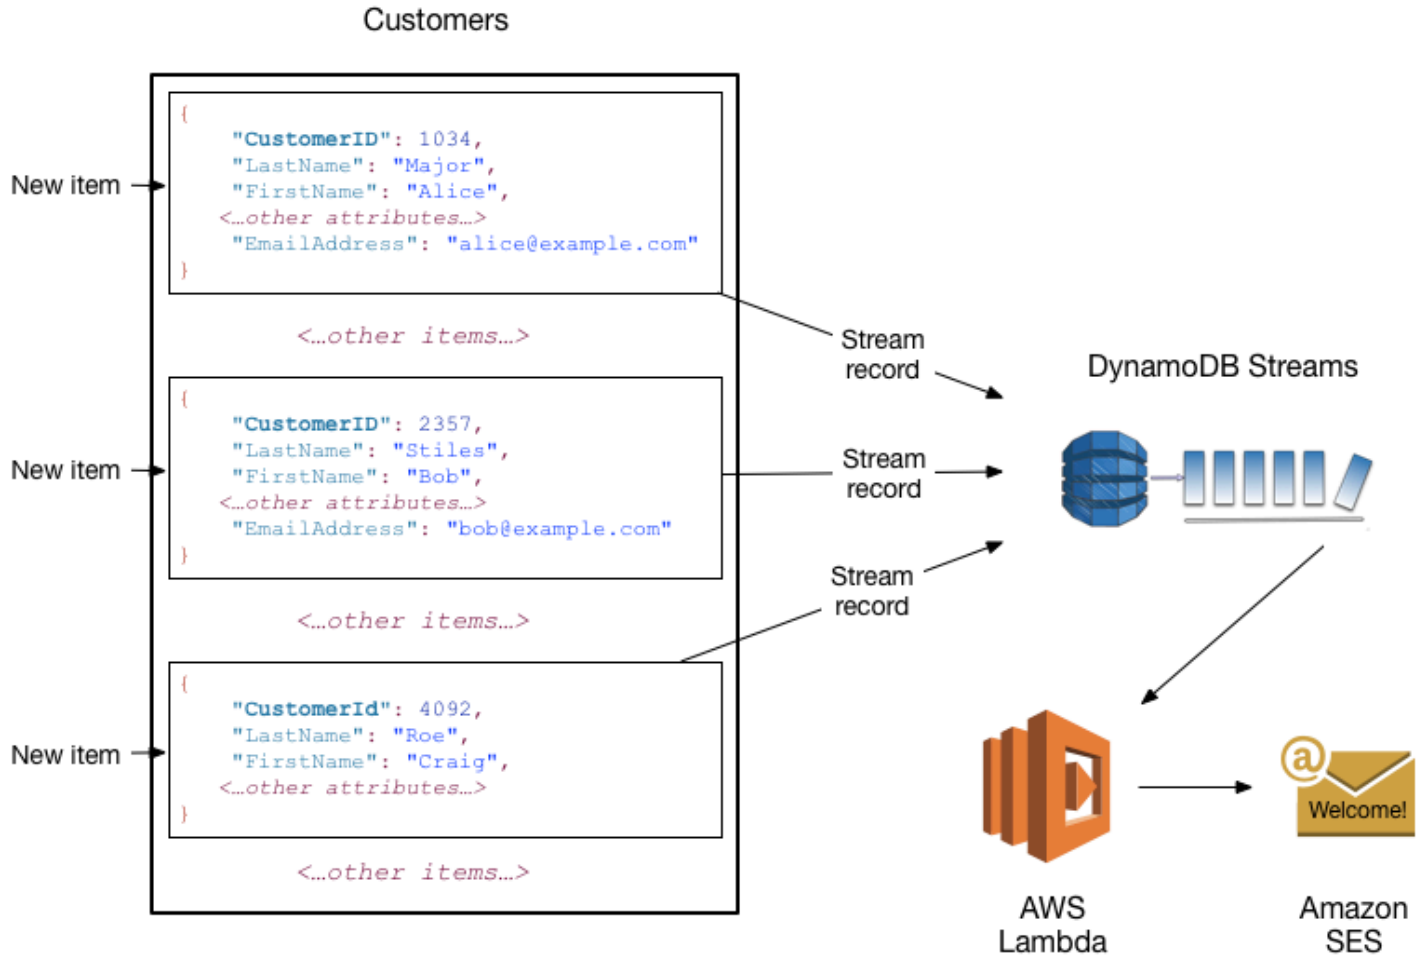 Customers
New item
{
"CustomerID": 1034,
"LastName": "Major",
"FirstName": "Alice",
<…other attributes…>
"EmailAddress": "alice@example.com"
}
<…other items…>
New item
{
"CustomerID": 2357,
"LastName": "Stiles",
"FirstName": "Bob",
<…other attributes…>
"EmailAddress": "bob@example.com"
}
<…other items…>
New item
{
"CustomerId": 4092,
"LastName": "Roe",
"FirstName": "Craig",
<…other attributes…>
}
<…other items…>
Stream
record
Stream
record
Stream
record
DynamoDB Streams
AWS
Lambda
@
Welcome!
Amazon
SES